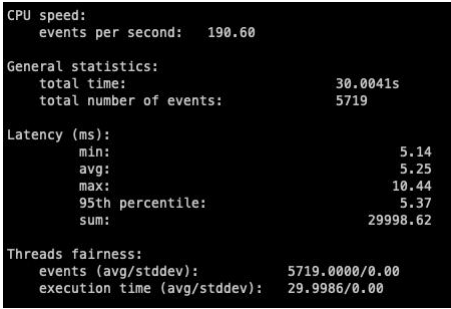 CPU speed:
events per second: 190.60
General statistics:
total time: 30.0041s
total number of events: 5719
Latency (ms):
min: 5.14
avg: 5.25
max: 10.44
95th percentile: 5.37
sum: 29998.62
Threads fairness:
events (avg/stddev): 5719.0000/0.00
execution time (avg/stddev): 29.9986/0.00